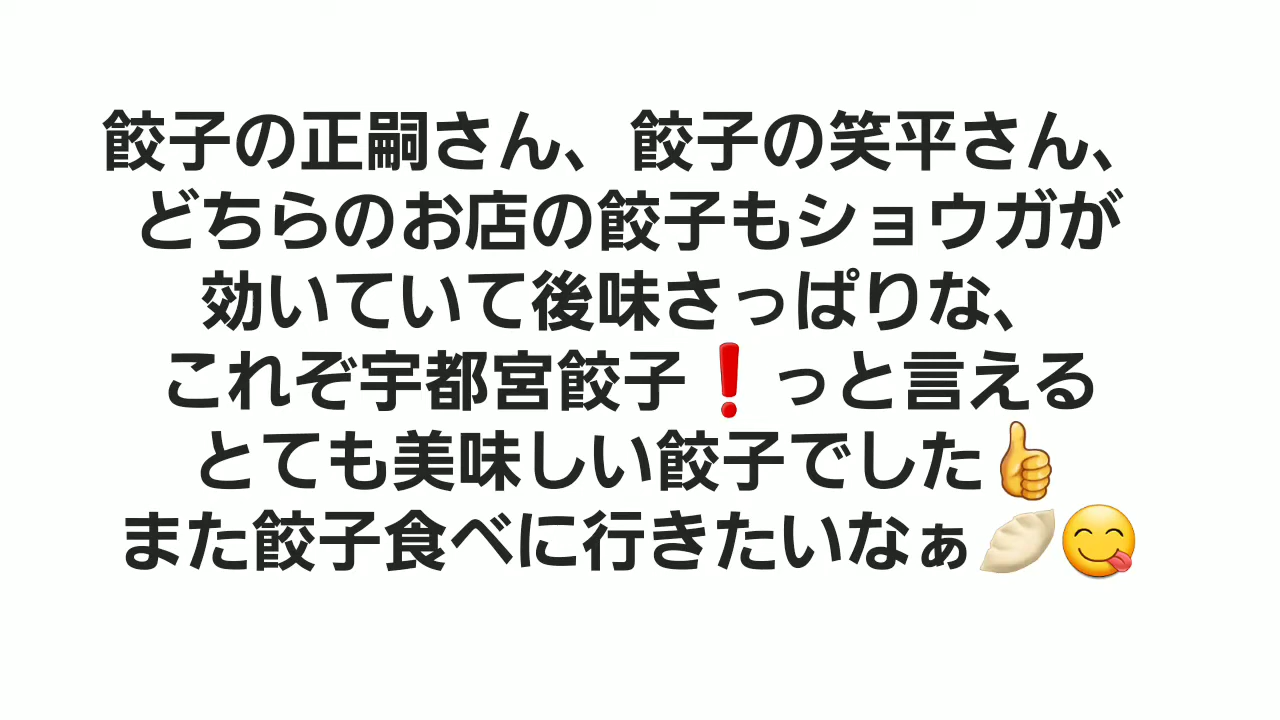 餃子の正嗣さん、餃子の笑平さん、
どちらのお店の餃子もショウガが
効いていて後味さっぱりな、
これぞ宇都宮餃子❗っと言える
とても美味しい餃子でした👍
また餃子食べに行きたいなぁ🥟😋